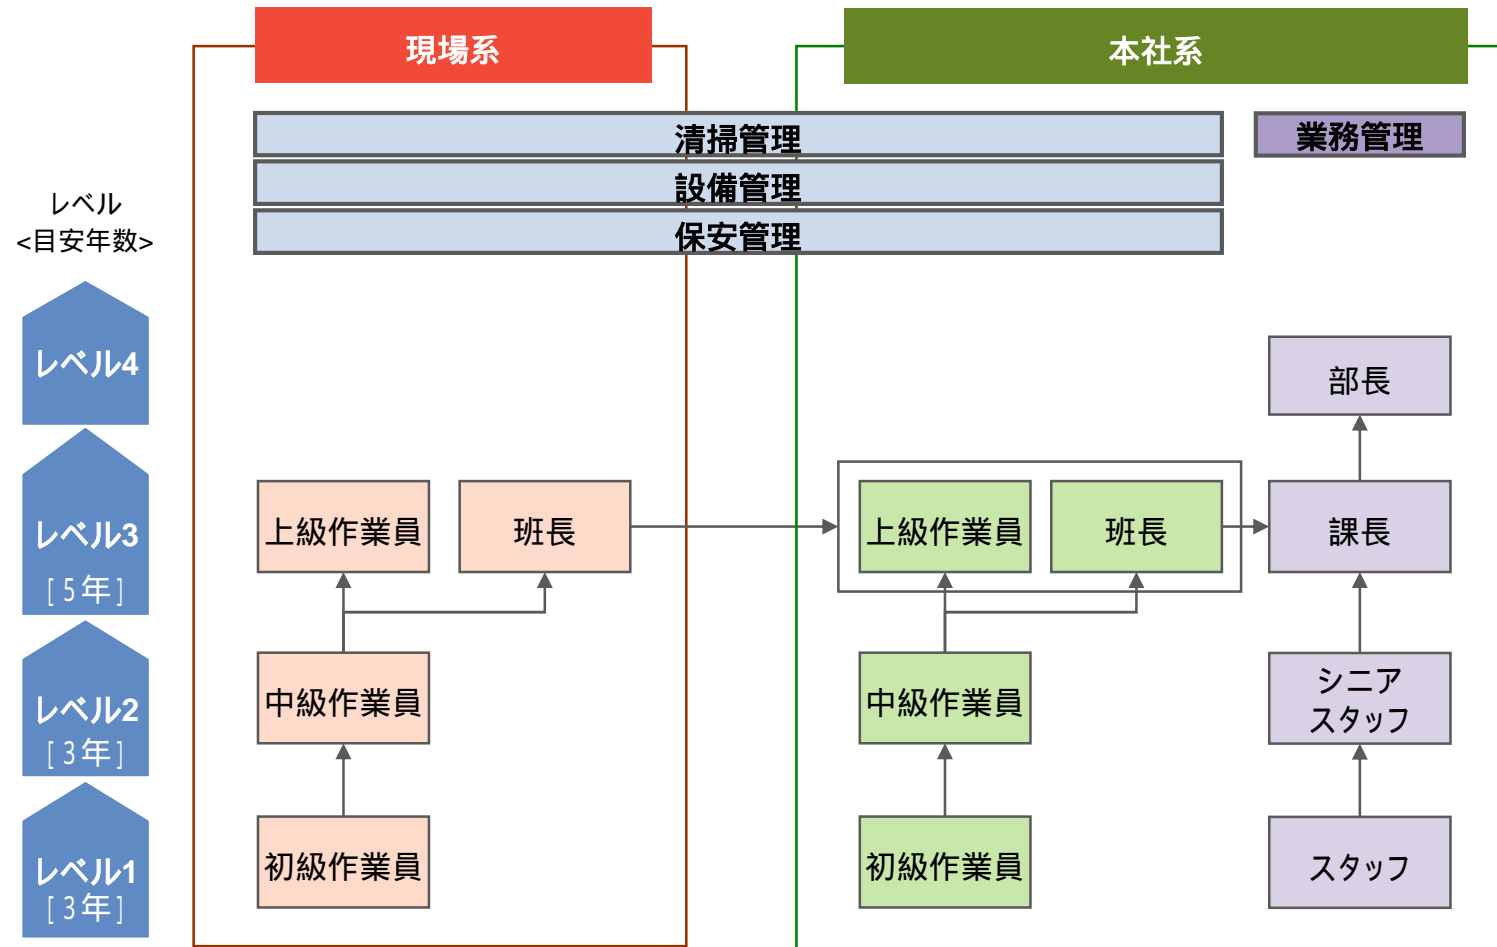 現場系
本社系
清掃管理
業務管理
設備管理
保安管理
レベル
<目安年数>
レベル4
部長
レベル3
[5年]
上級作業員
班長
上級作業員
班長
課長
レベル2
[3年]
中級作業員
中級作業員
シニア
スタッフ
レベル1
[3年]
初級作業員
初級作業員
スタッフ